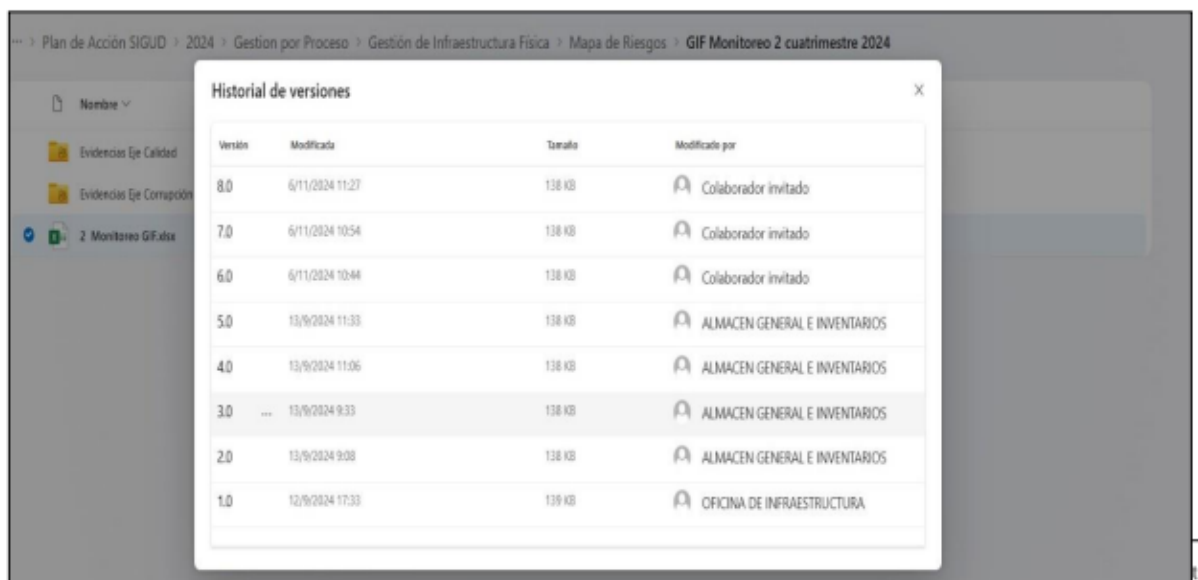 ··· > Plan de Acción SIGUD > 2024 > Gestion por Proceso > Gestión de Infraestructura Física > Mapa de Riesgos > GIF Monitoreo 2 cuatrimestre 2024
Nombre
Historial de versiones X
Versión Modificada Tamaño Modificado por
Evidencias Eje Calidad
8.0 6/11/2024 11:27 138 KB Colaborador invitado
Evidencias Eje Corrupción
7.0 6/11/2024 10:54 138 KB Colaborador invitado
2 Monitoreo GIF.xlsx
6.0 6/11/2024 10:44 138 KB Colaborador invitado
5.0 13/9/2024 11:33 138 KB ALMACEN GENERAL E INVENTARIOS
4.0 13/9/2024 11:06 138 KB ALMACEN GENERAL E INVENTARIOS
3.0 ... 13/9/2024 9:33 138 KB ALMACEN GENERAL E INVENTARIOS
2.0 13/9/2024 9:08 138 KB ALMACEN GENERAL E INVENTARIOS
1.0 12/9/2024 17:33 139 KB OFICINA DE INFRAESTRUCTURA